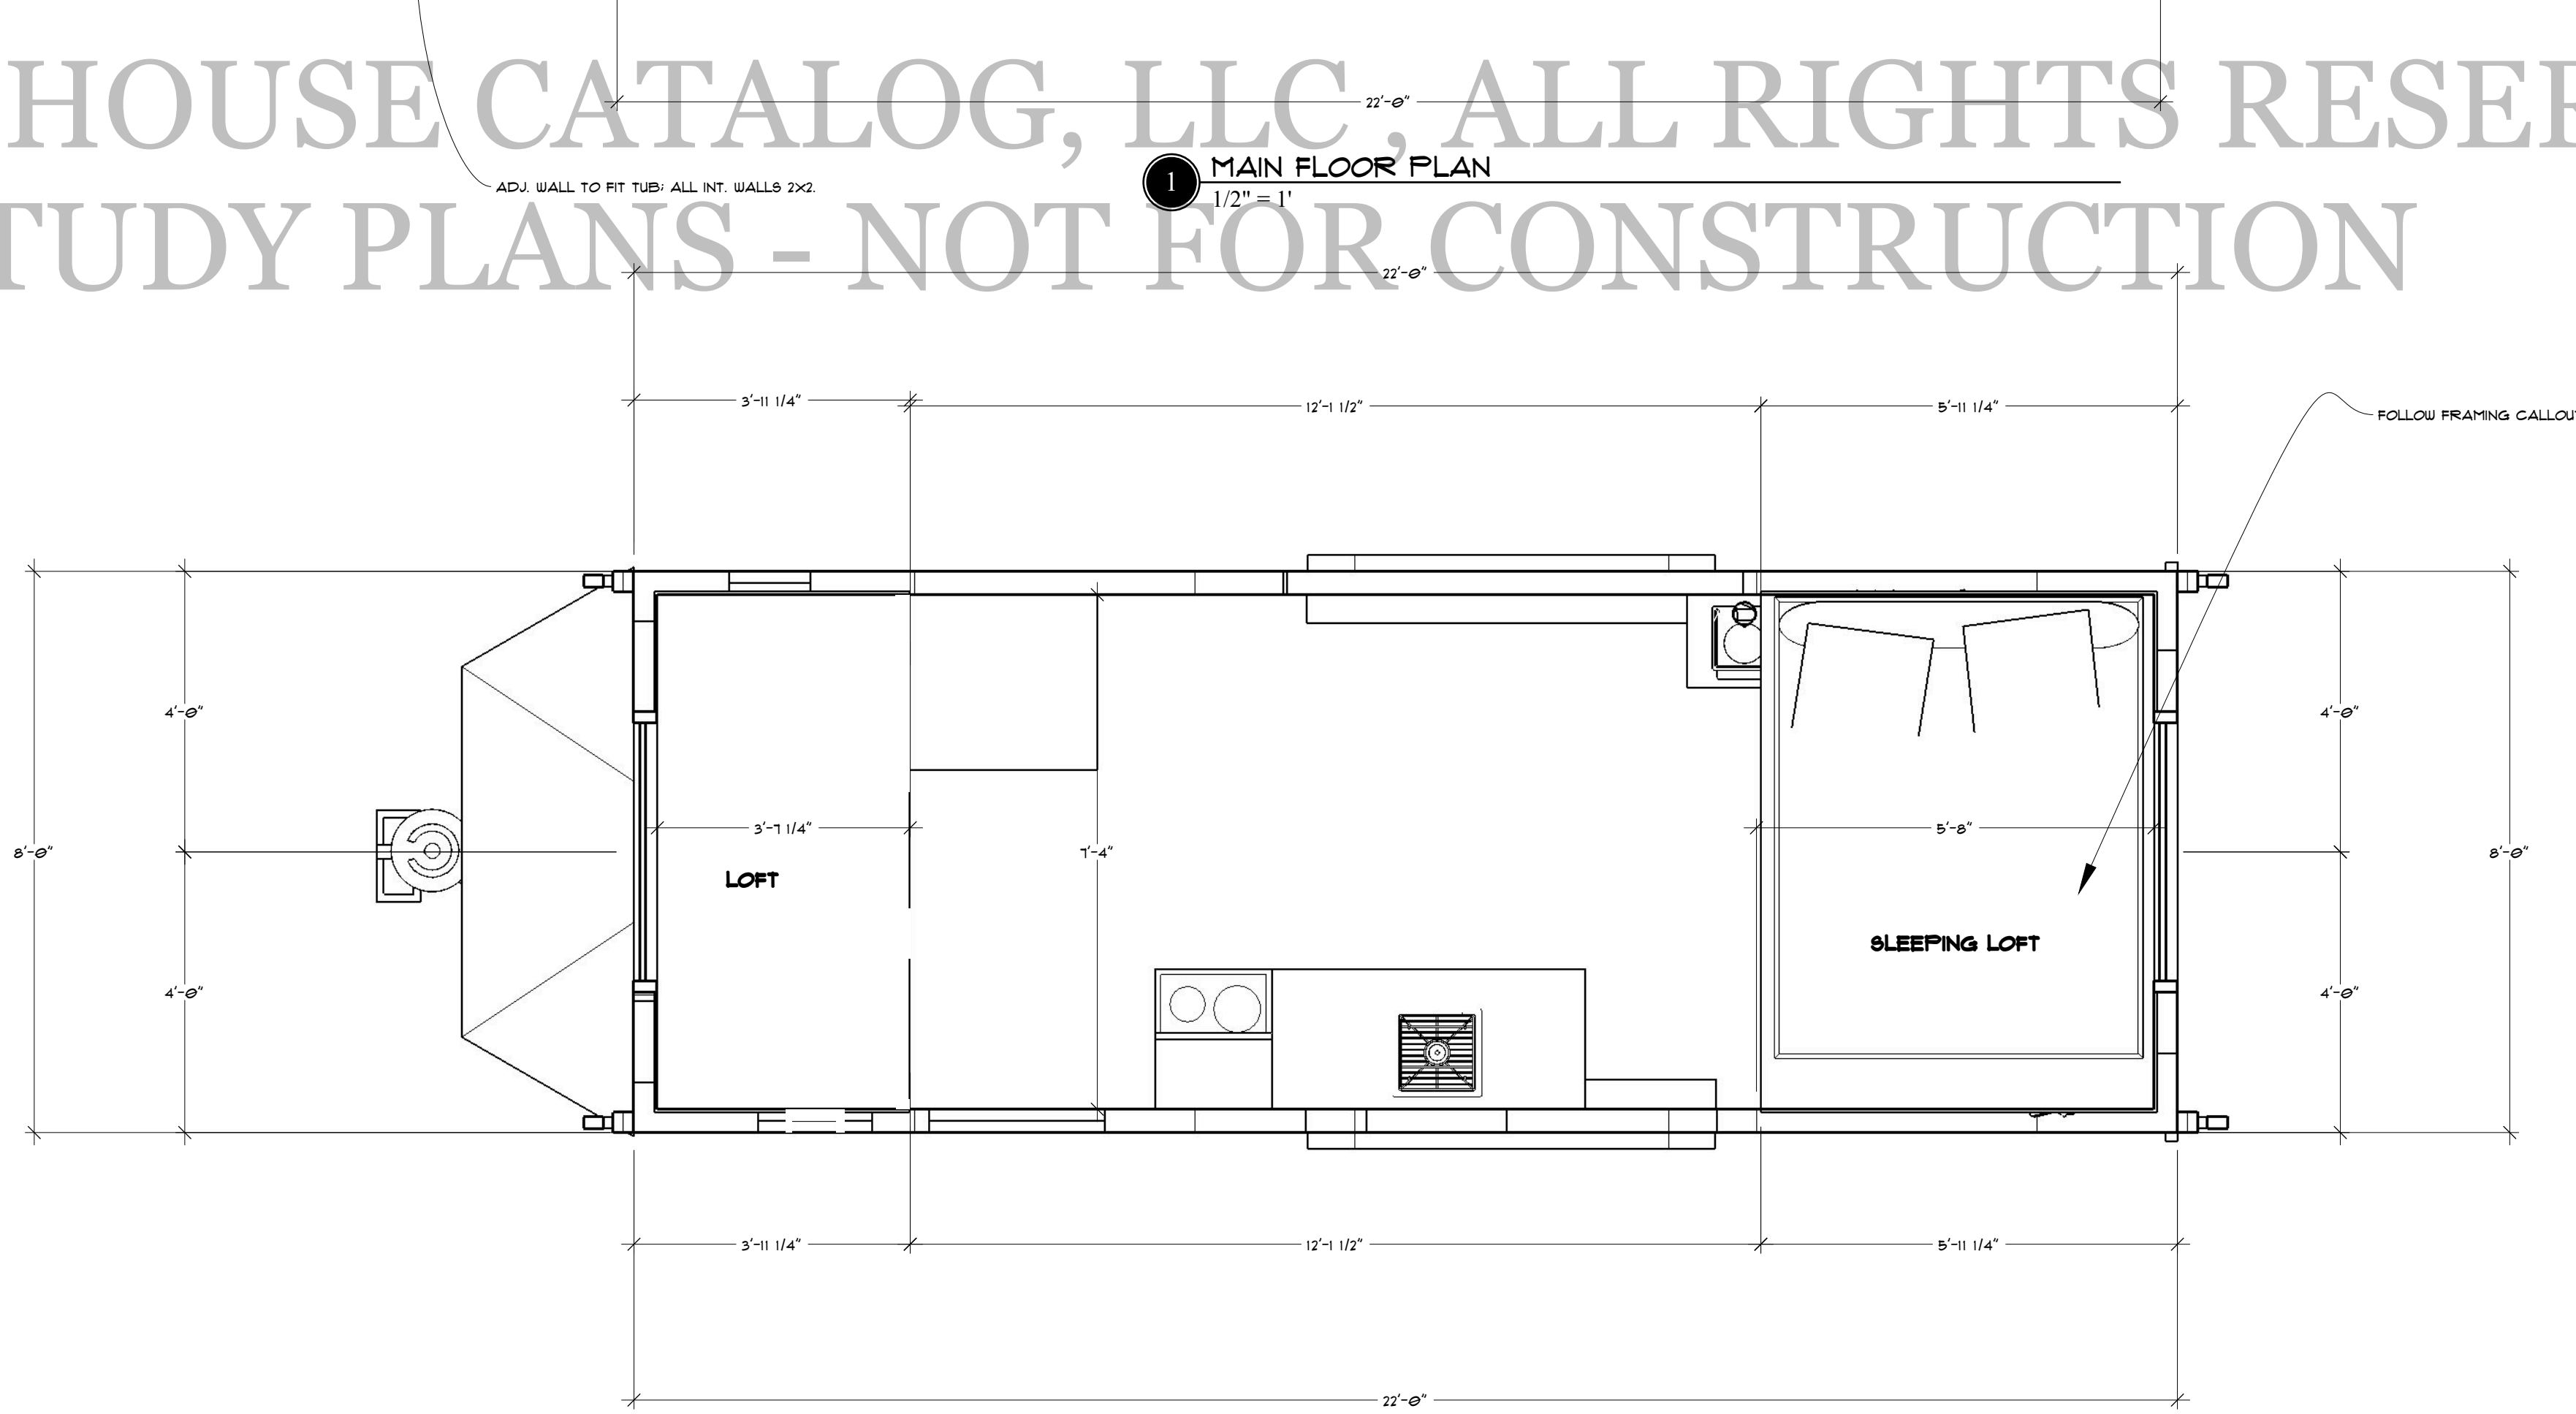 22'-0"
HOUSE CATALOG, LLC , ALL RIGHTS RESER
1 MAIN FLOOR PLAN
1/2" = 1'
ADJ. WALL TO FIT TUB; ALL INT. WALLS 2X2.
TUDY PLANS - NOT FOR CONSTRUCTION
22'-0"
3'-11 1/4" 12'-1 1/2" 5'-11 1/4"
FOLLOW FRAMING CALLOU
4'-0" 4'-0"
3'-7 1/4" 5'-8"
8'-0" 7'-4" 8'-0"
LOFT
SLEEPING LOFT
4'-0" 4'-0"
3'-11 1/4" 12'-1 1/2" 5'-11 1/4"
22'-0"